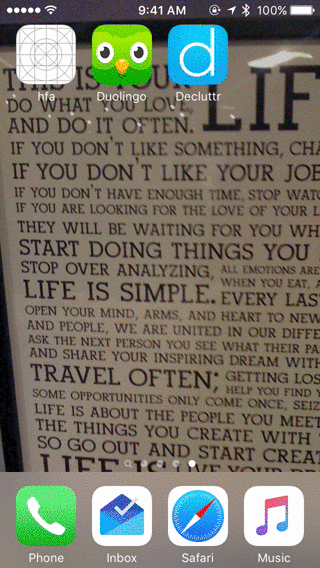 9:41 AM 100%
hfa Duolingo Decluttr
THIS IS YOUR LIF
DO WHAT YOU LOVE,
AND DO IT OFTEN.
IF YOU DON'T LIKE SOMETHING, CHA
IF YOU DON'T LIKE YOUR JOB
IF YOU DON'T HAVE ENOUGH TIME, STOP WATC
IF YOU ARE LOOKING FOR THE LOVE OF YOUR L
THEY WILL BE WAITING FOR YOU WH
START DOING THINGS YOU
STOP OVER ANALYZING, ALL EMOTIONS ARE
WHEN YOU EAT, A
LIFE IS SIMPLE. EVERY LAS
OPEN YOUR MIND, ARMS, AND HEART TO NEW
AND PEOPLE, WE ARE UNITED IN OUR DIFFE
ASK THE NEXT PERSON YOU SEE WHAT THEIR PA
AND SHARE YOUR INSPIRING DREAM WITH
TRAVEL OFTEN; GETTING LOS
HELP YOU FIND Y
SOME OPPORTUNITIES ONLY COME ONCE, SEIZ
LIFE IS ABOUT THE PEOPLE YOU MEET
THE THINGS YOU CREATE WITH
SO GO OUT AND START CREAT
LIFE
Phone Inbox Safari Music